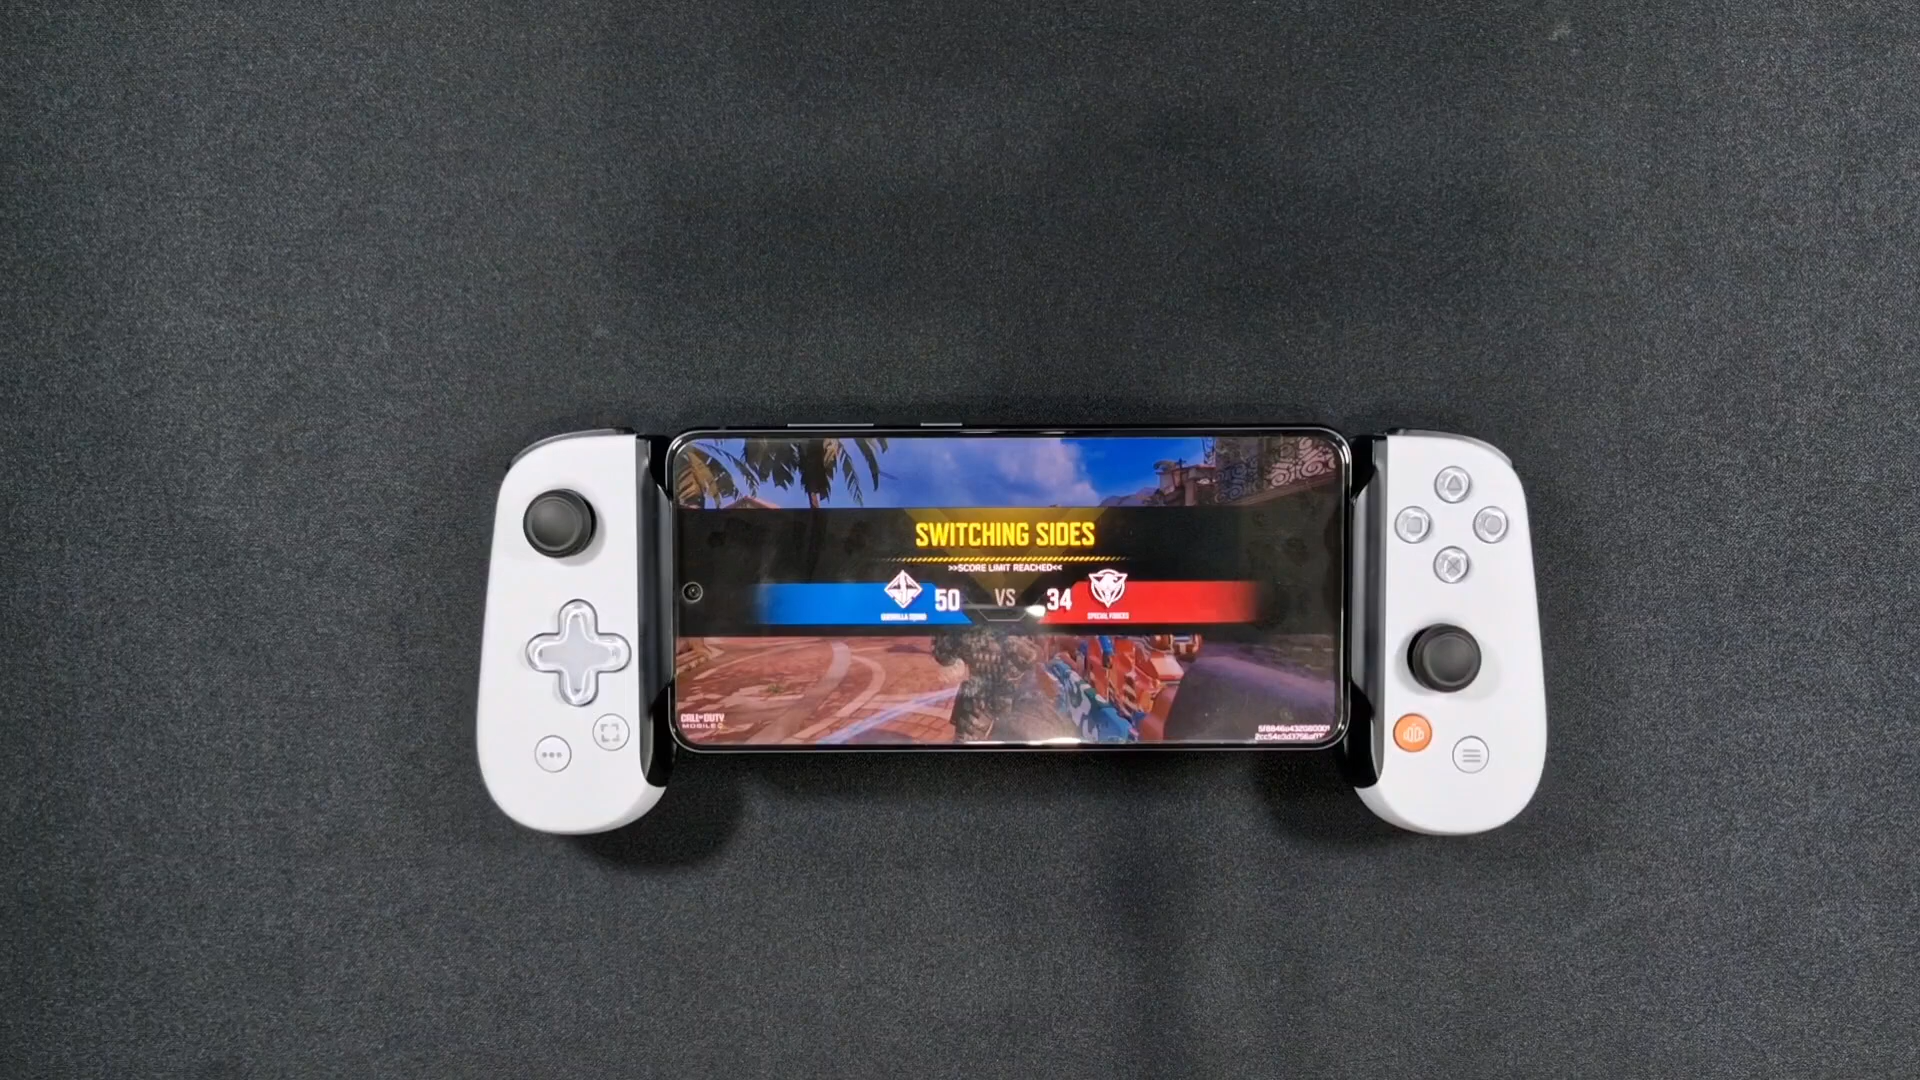 SWITCHING SIDES
>>SCORE LIMIT REACHED<<
50 VS 34
GUERRILLA SQUAD
SPECIAL FORCES
CALL OF DUTY
MOBILE